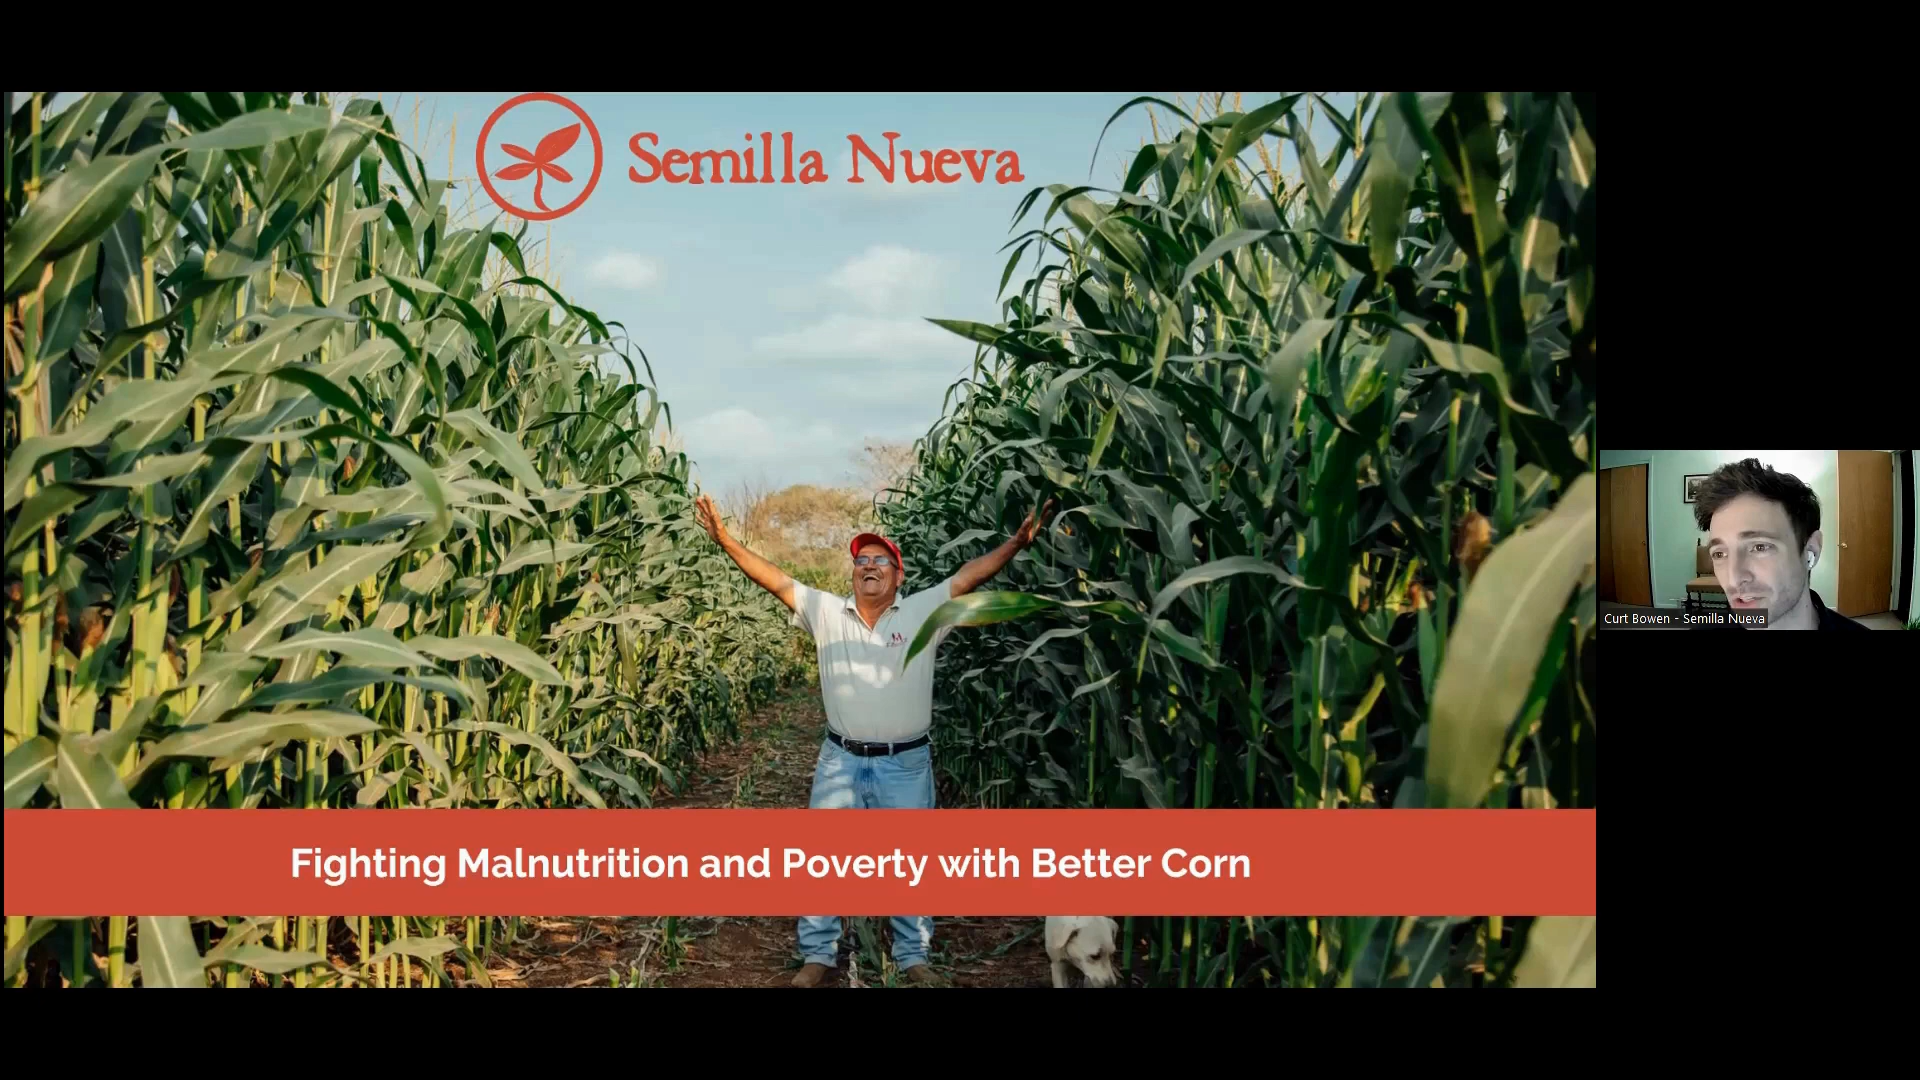 Semilla Nueva
Fighting Malnutrition and Poverty with Better Corn
Curt Bowen - Semilla Nueva